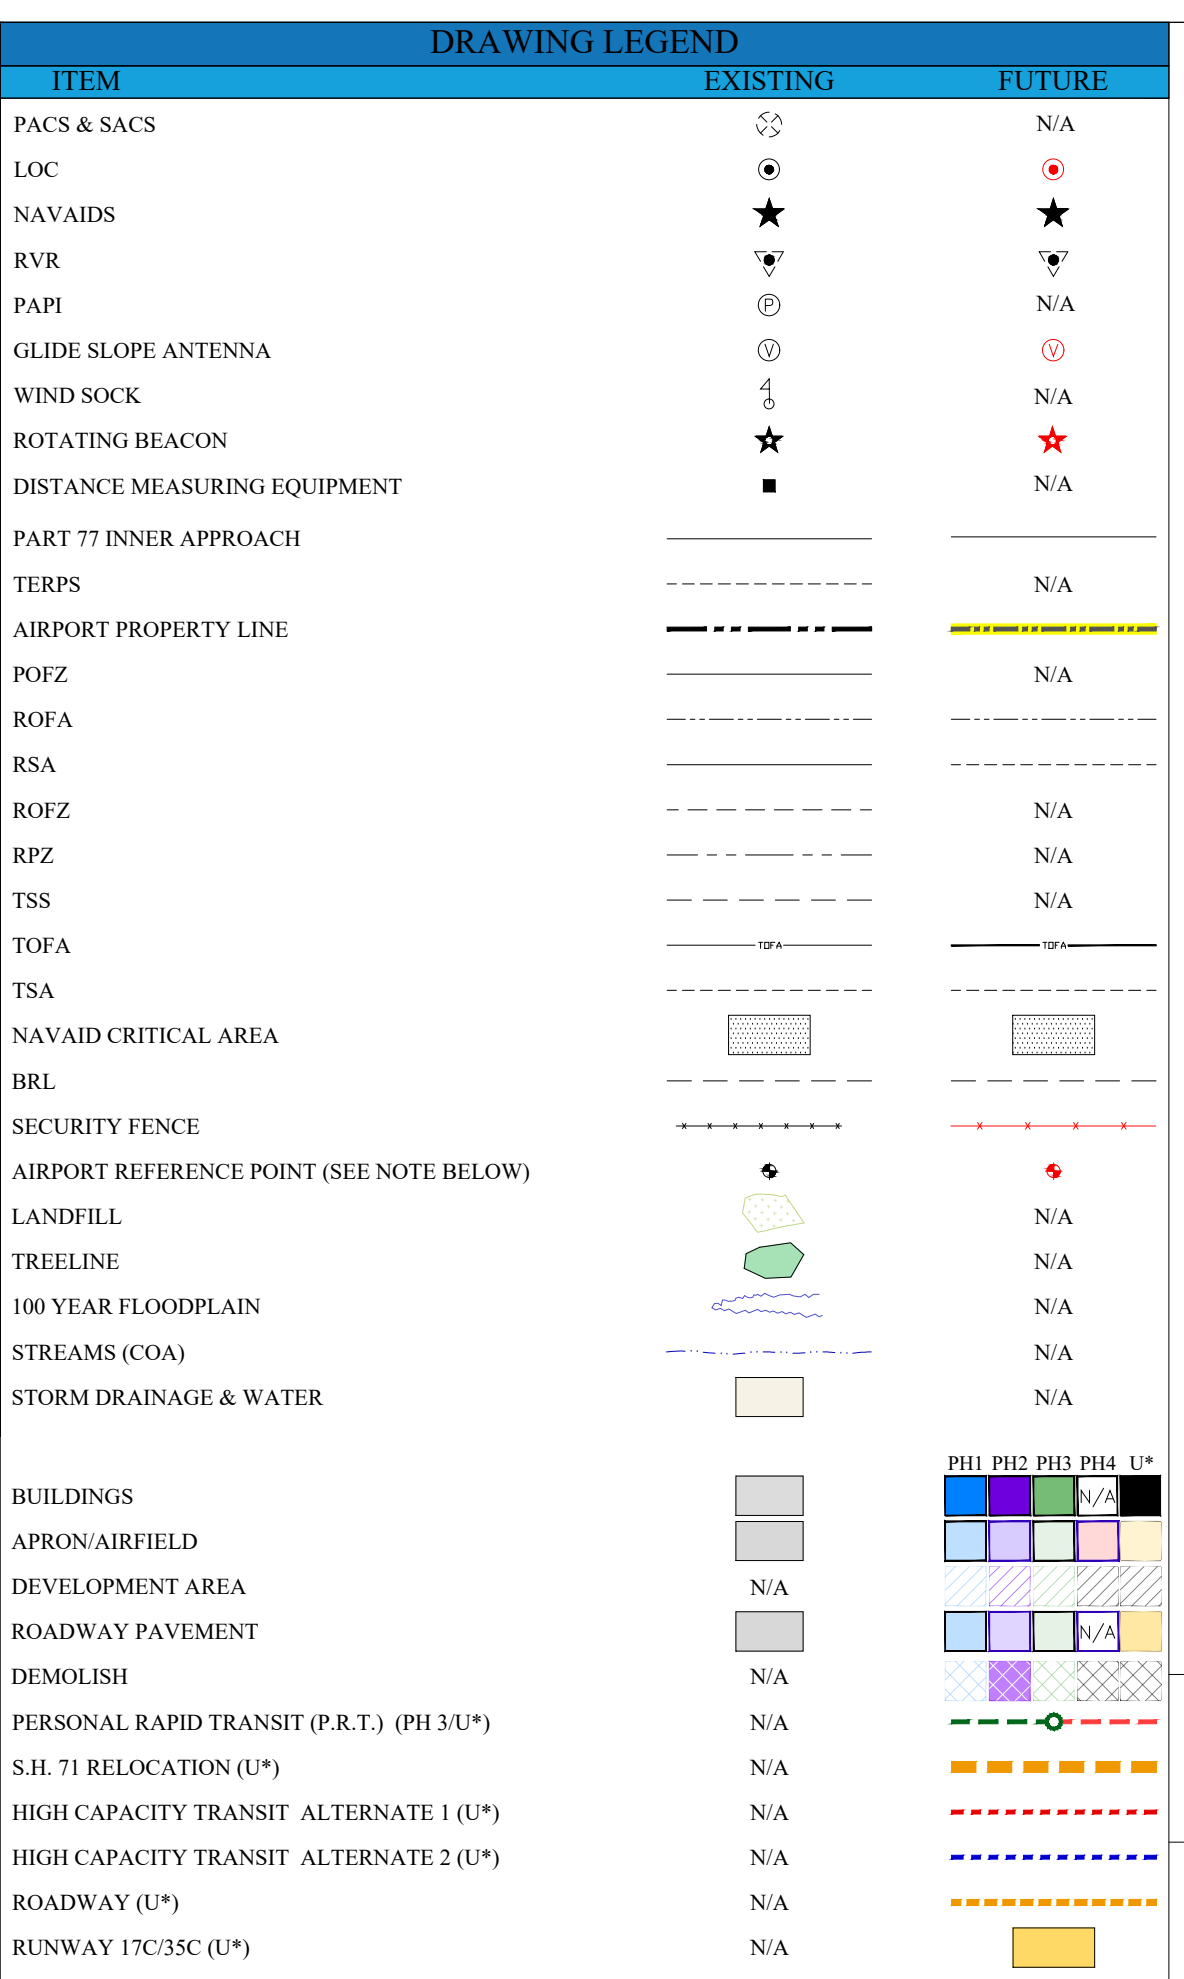 DRAWING LEGEND
ITEM EXISTING FUTURE
PACS & SACS N/A
LOC
NAVAIDS
RVR
PAPI P N/A
GLIDE SLOPE ANTENNA V V
WIND SOCK N/A
ROTATING BEACON
DISTANCE MEASURING EQUIPMENT N/A
PART 77 INNER APPROACH
TERPS N/A
AIRPORT PROPERTY LINE
POFZ N/A
ROFA
RSA
ROFZ N/A
RPZ N/A
TSS N/A
TOFA TOFA TOFA
TSA
NAVAID CRITICAL AREA
BRL
SECURITY FENCE x x x x x x x x x x x
AIRPORT REFERENCE POINT (SEE NOTE BELOW)
LANDFILL N/A
TREELINE N/A
100 YEAR FLOODPLAIN N/A
STREAMS (COA) N/A
STORM DRAINAGE & WATER N/A
PH1 PH2 PH3 PH4 U*
BUILDINGS N/A
APRON/AIRFIELD
DEVELOPMENT AREA N/A
ROADWAY PAVEMENT N/A
DEMOLISH N/A
PERSONAL RAPID TRANSIT (P.R.T.) (PH 3/U*) N/A
S.H. 71 RELOCATION (U*) N/A
HIGH CAPACITY TRANSIT ALTERNATE 1 (U*) N/A
HIGH CAPACITY TRANSIT ALTERNATE 2 (U*) N/A
ROADWAY (U*) N/A
RUNWAY 17C/35C (U*) N/A